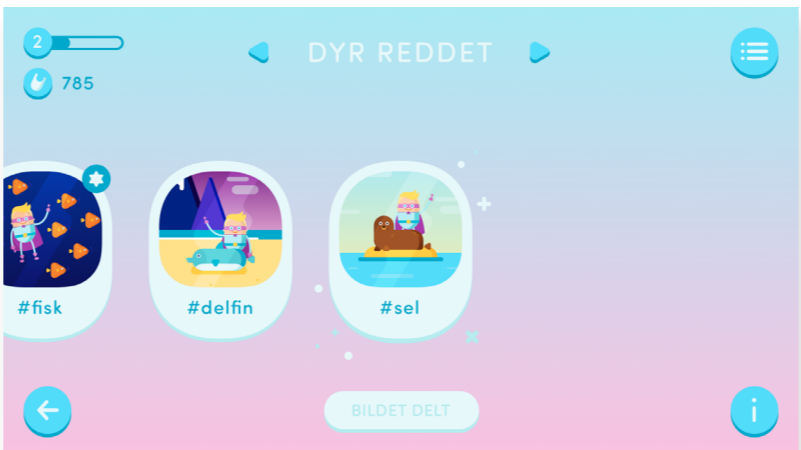 2
DYR REDDET
785
#fisk
#delfin
#sel
BILDET DELT
i